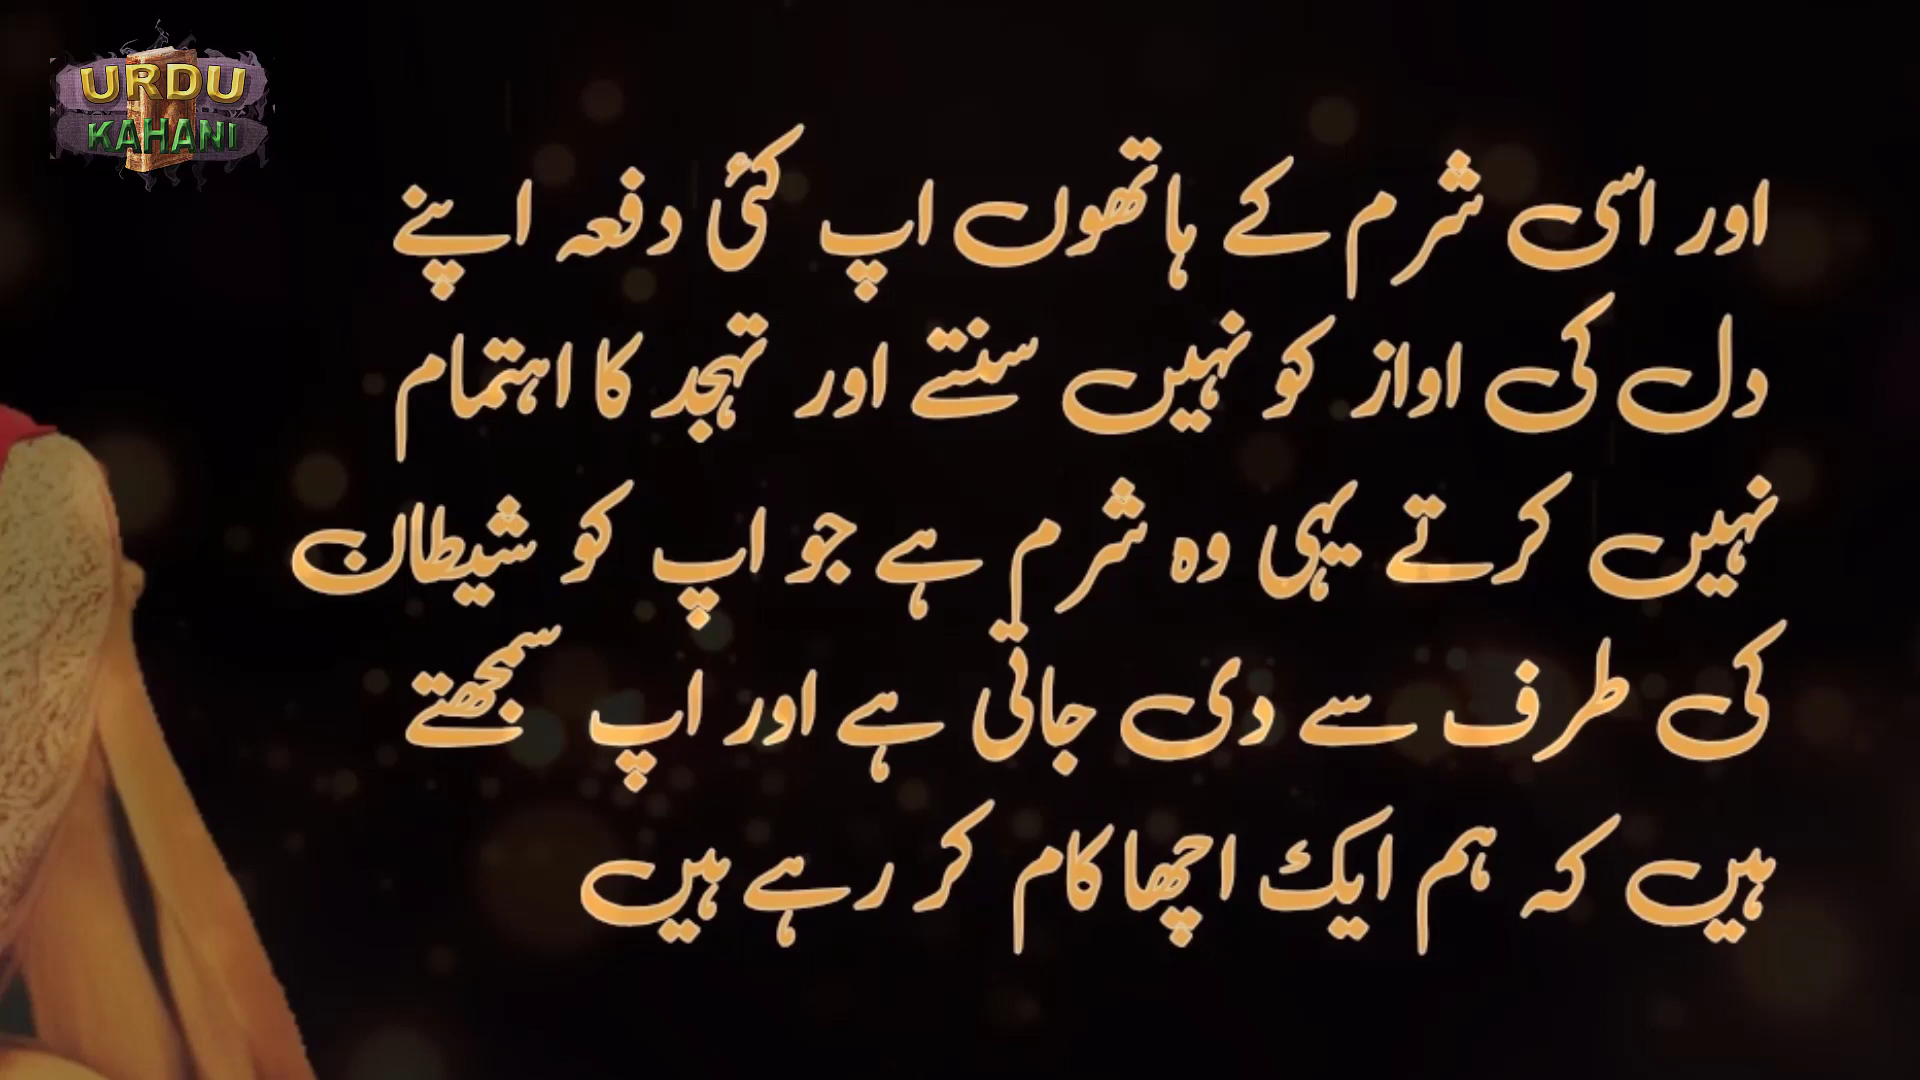 URDU
KAHANI
اور اسی شرم کے ہاتھوں اپ کئی دفعہ اپنے
دل کی اواز کو نہیں سنتے اور تہجد کا اہتمام
نہیں کرتے یہی وہ شرم ہے جو اپ کو شیطان
کی طرف سے دی جاتی ہے اور اپ سمجھتے
ہیں کہ ہم ایک اچھا کام کر رہے ہیں